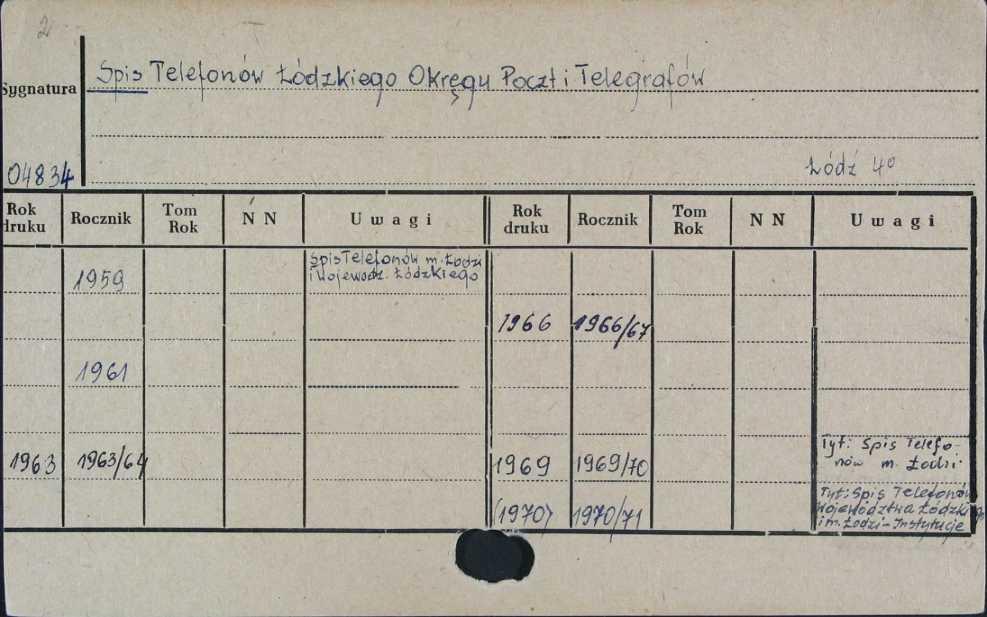 2
Spis Telefonów Łódzkiego Okręgu Poczt i Telegrafów
Sygnatura
04834
Łódź 4°
Rok druku Rocznik Tom Rok NN Uwagi Rok druku Rocznik Tom Rok NN Uwagi
1959 Spis Telefonów m. Łodzi
i Wojewódz. Łódzkiego
1966 1966/67
1961
1963 1963/64
1969 1969/70 Tyt: Spis Telefo-
nów m. Łodzi
(1970) 1970/71 Tyt: Spis Telefonów
Województwa Łódzkiego
i m. Łodzi - Instytucje